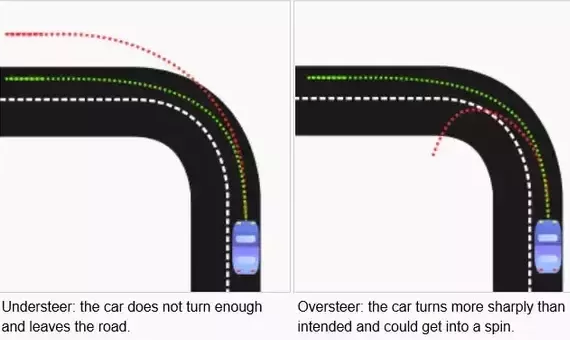 Understeer: the car does not turn enough
and leaves the road.
Oversteer: the car turns more sharply than
intended and could get into a spin.